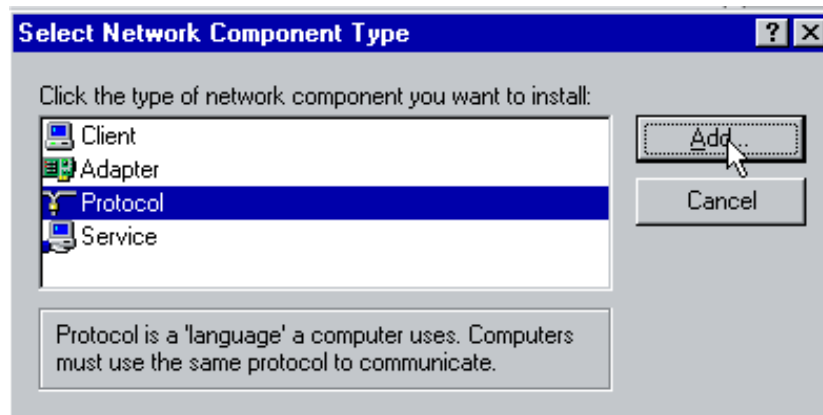 Select Network Component Type
Click the type of network component you want to install:
Client
Adapter
Protocol
Service
Add...
Cancel
Protocol is a 'language' a computer uses. Computers
must use the same protocol to communicate.